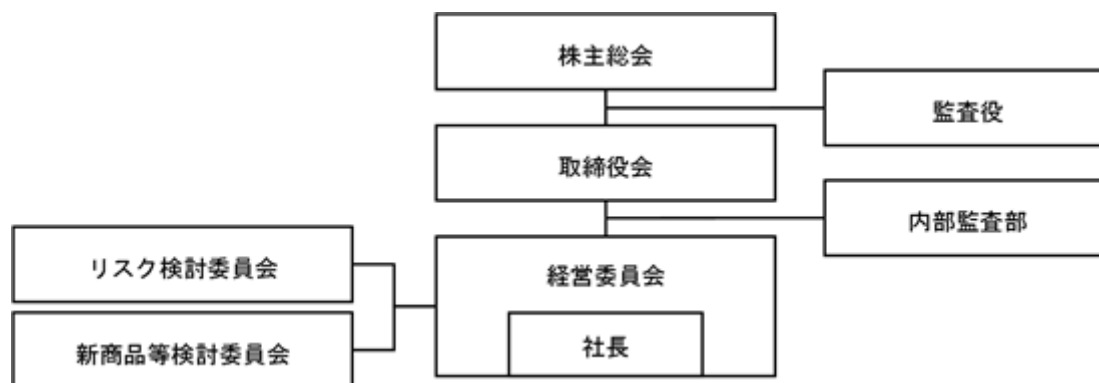 株主総会
監査役
取締役会
内部監査部
リスク検討委員会
経営委員会
新商品等検討委員会
社長